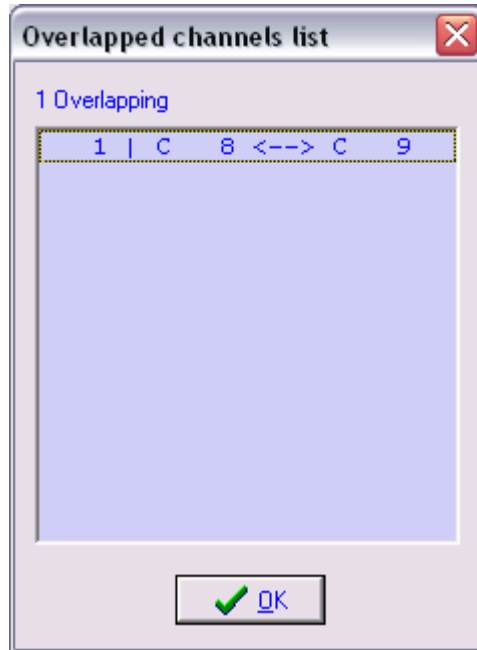 Overlapped channels list
1 Overlapping
1 | C 8 <--> C 9
OK